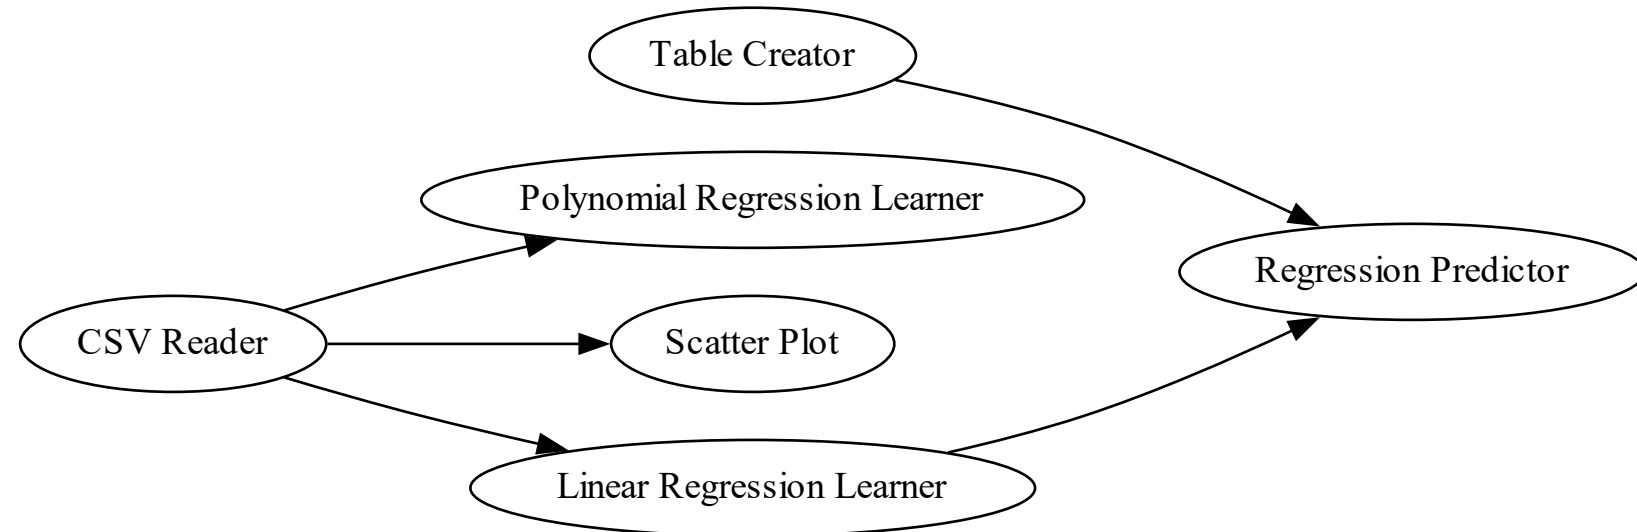 Table Creator
Polynomial Regression Learner
Regression Predictor
CSV Reader
Scatter Plot
Linear Regression Learner